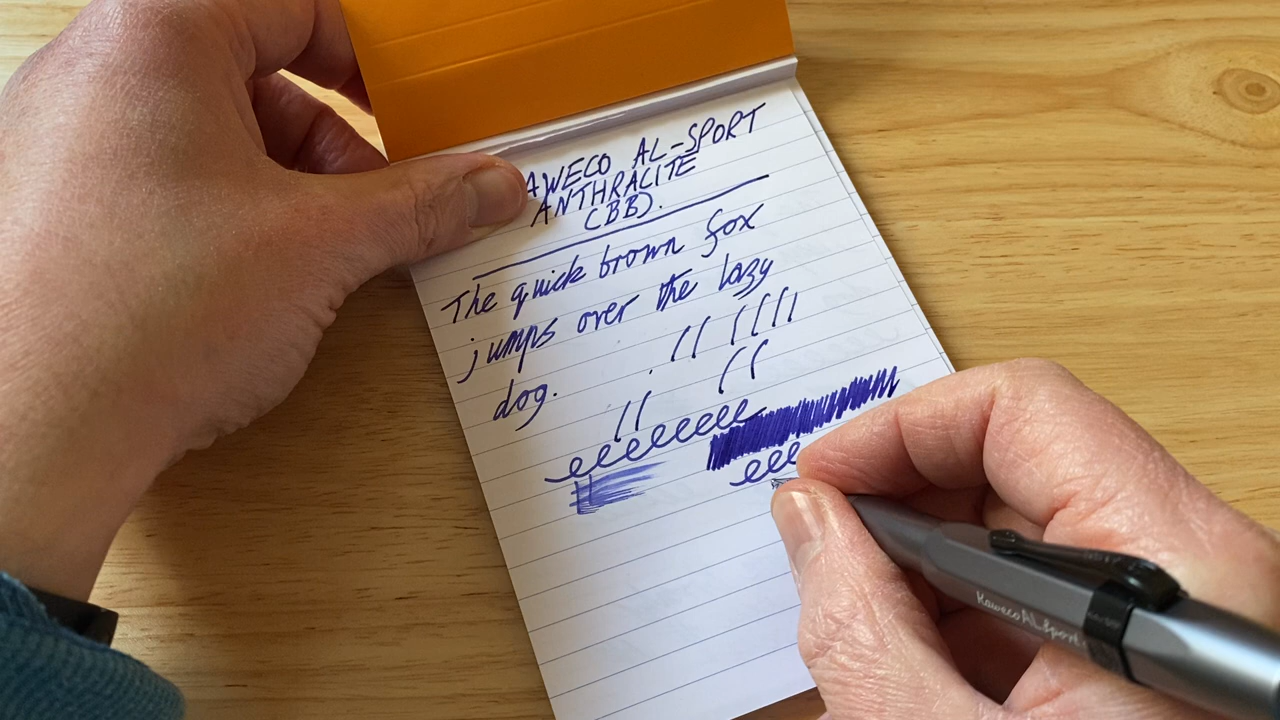 AWECO AL-SPORT
ANTHRACITE
(BB).
The quick brown fox
jumps over the lazy
dog.
Kaweco AL Sport